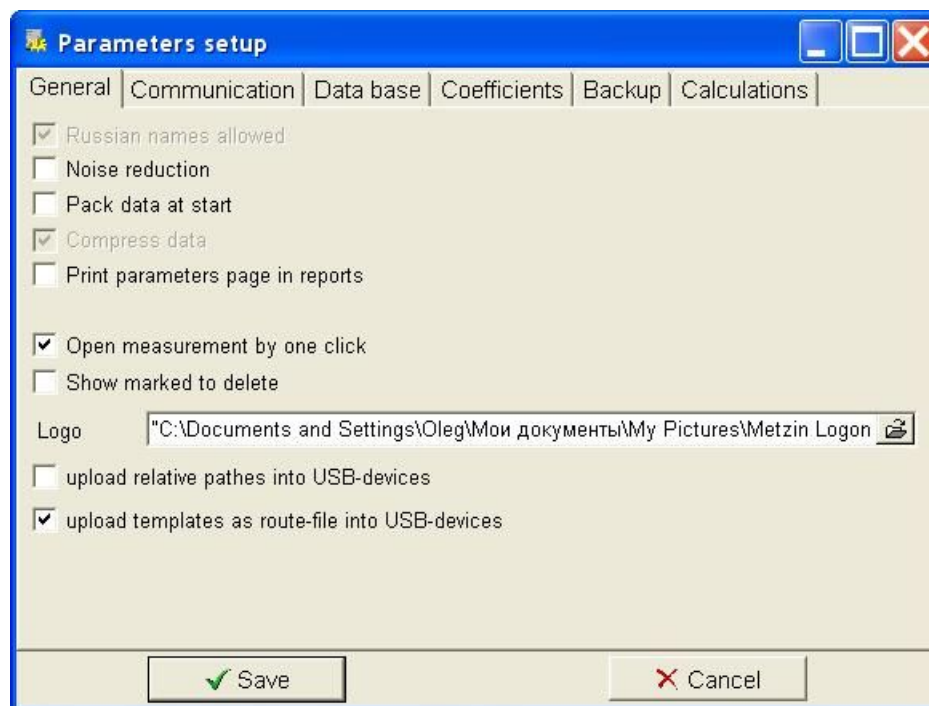 Parameters setup
General Communication Data base Coefficients Backup Calculations
Russian names allowed
Noise reduction
Pack data at start
Compress data
Print parameters page in reports
Open measurement by one click
Show marked to delete
Logo "C:\Documents and Settings\Oleg\Мои документы\My Pictures\Metzin Logon
upload relative pathes into USB-devices
upload templates as route-file into USB-devices
Save Cancel